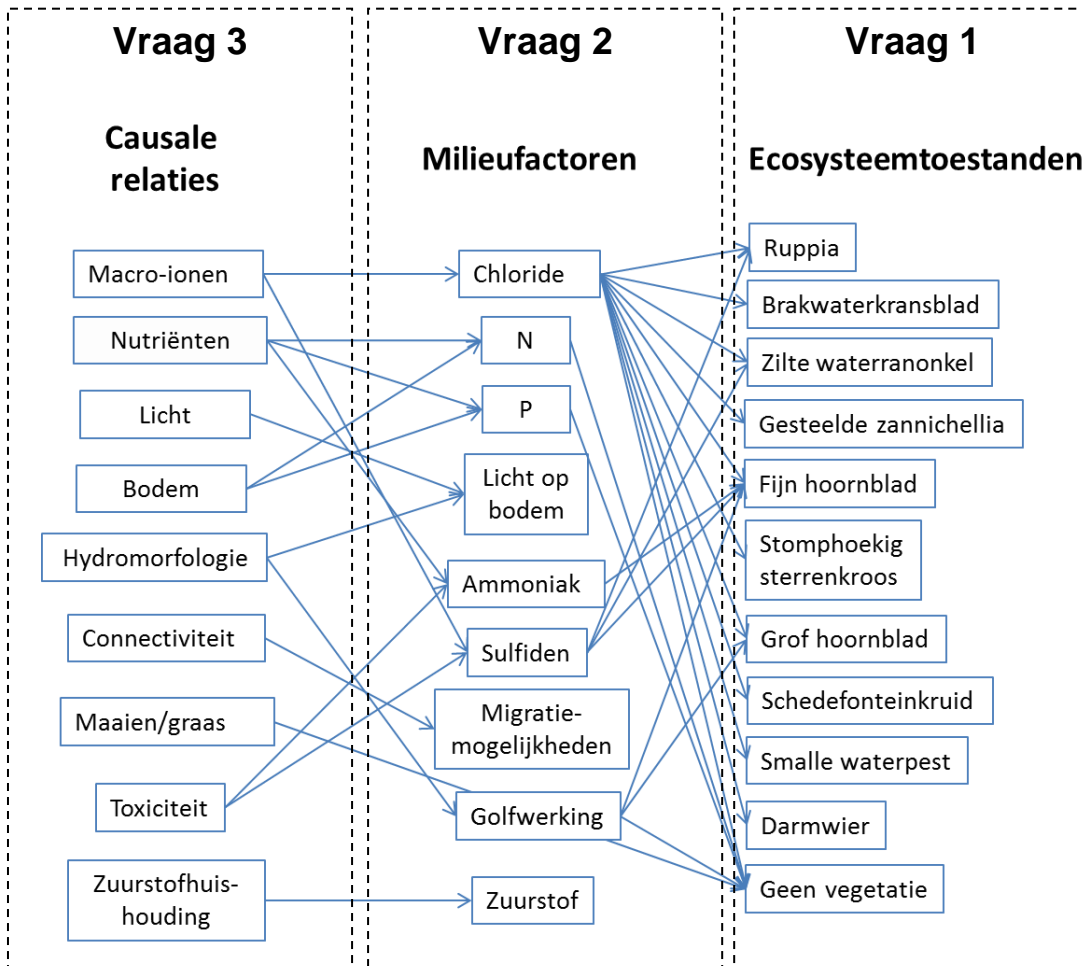 Vraag 3
Causale
relaties
Macro-ionen
Nutriënten
Licht
Bodem
Hydromorfologie
Connectiviteit
Maaien/graas
Toxiciteit
Zuurstofhuis-
houding
Vraag 2
Milieufactoren
Chloride
N
P
Licht op
bodem
Ammoniak
Sulfiden
Migratie-
mogelijkheden
Golfwerking
Zuurstof
Vraag 1
Ecosysteemtoestanden
Ruppia
Brakwaterkransblad
Zilte waterranonkel
Gesteelde zannichellia
Fijn hoornblad
Stomphoekig
sterrenkroos
Grof hoornblad
Schedefonteinkruid
Smalle waterpest
Darmwier
Geen vegetatie